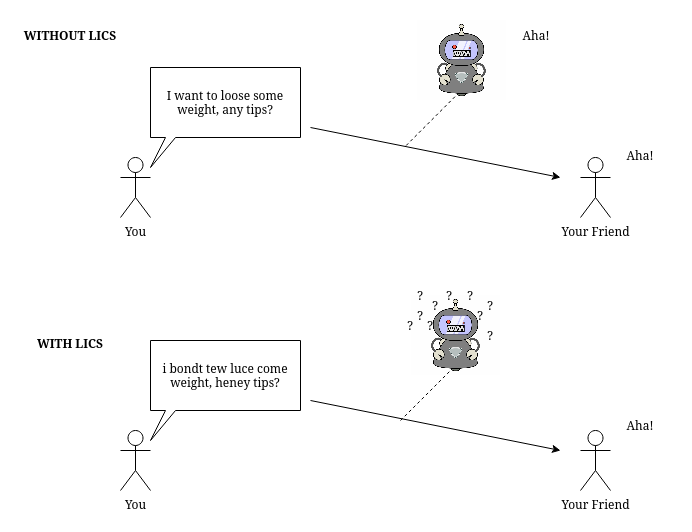 WITHOUT LICS
Aha!
I want to loose some
weight, any tips?
Aha!
You
Your Friend
? ? ?
? ?
? ?
? ?
?
WITH LICS
i bondt tew luce come
weight, heney tips?
Aha!
You
Your Friend